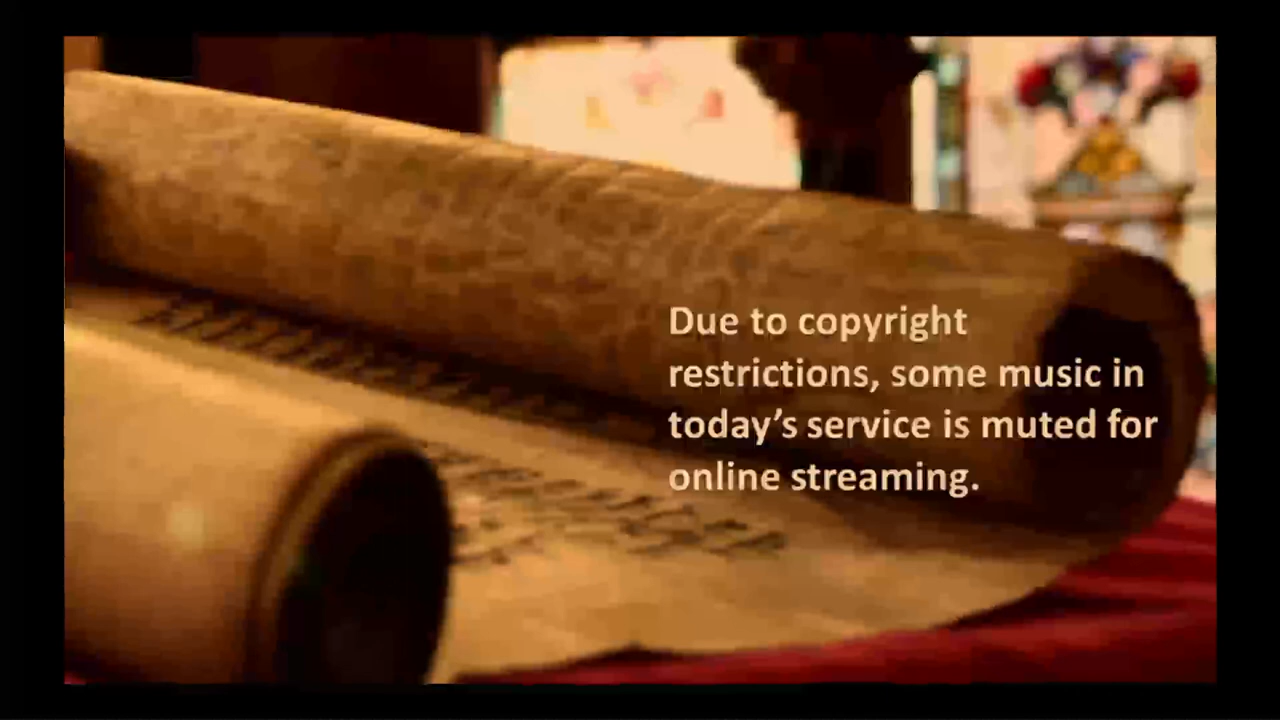 Due to copyright
restrictions, some music in
today's service is muted for
online streaming.